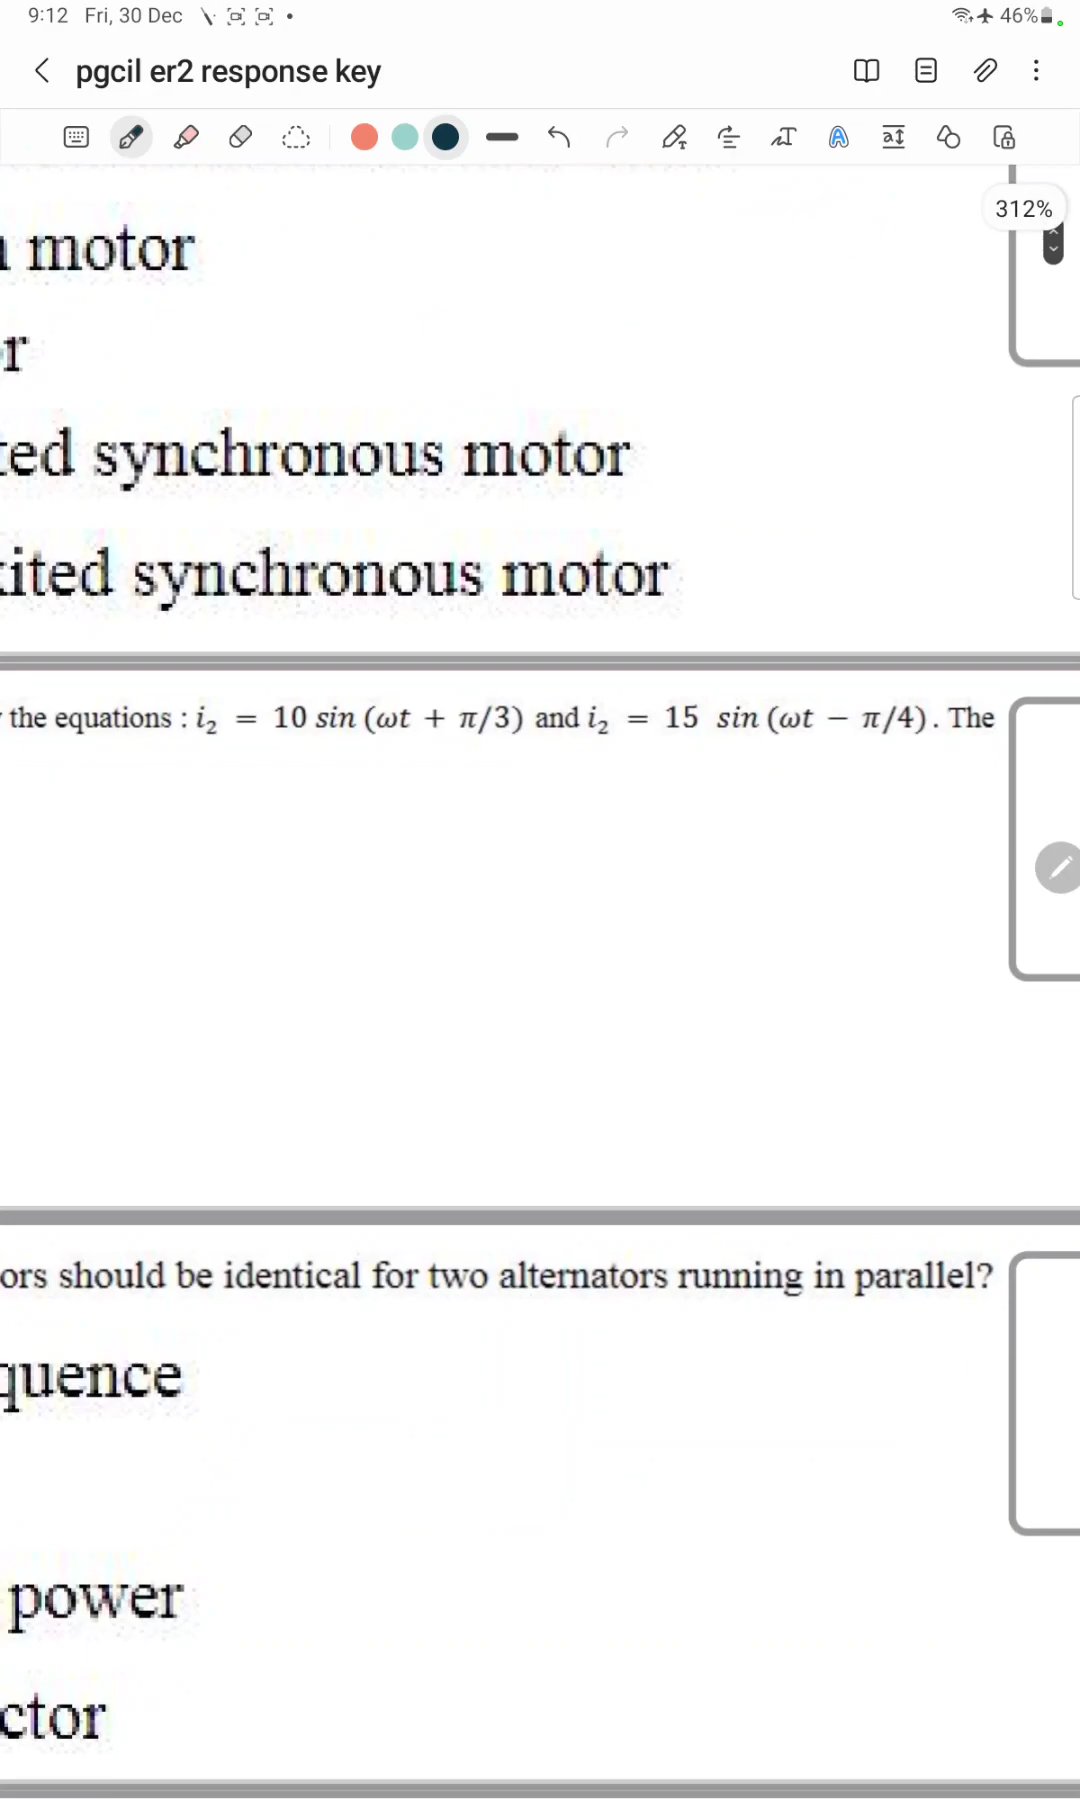 9:12 Fri, 30 Dec 46%
pgcil er2 response key
312%
motor
r
ted synchronous motor
ited synchronous motor
the equations : i₂ = 10 sin (ωt + π/3) and i₂ = 15 sin (ωt − π/4) . The
ors should be identical for two alternators running in parallel?
quence
power
ctor